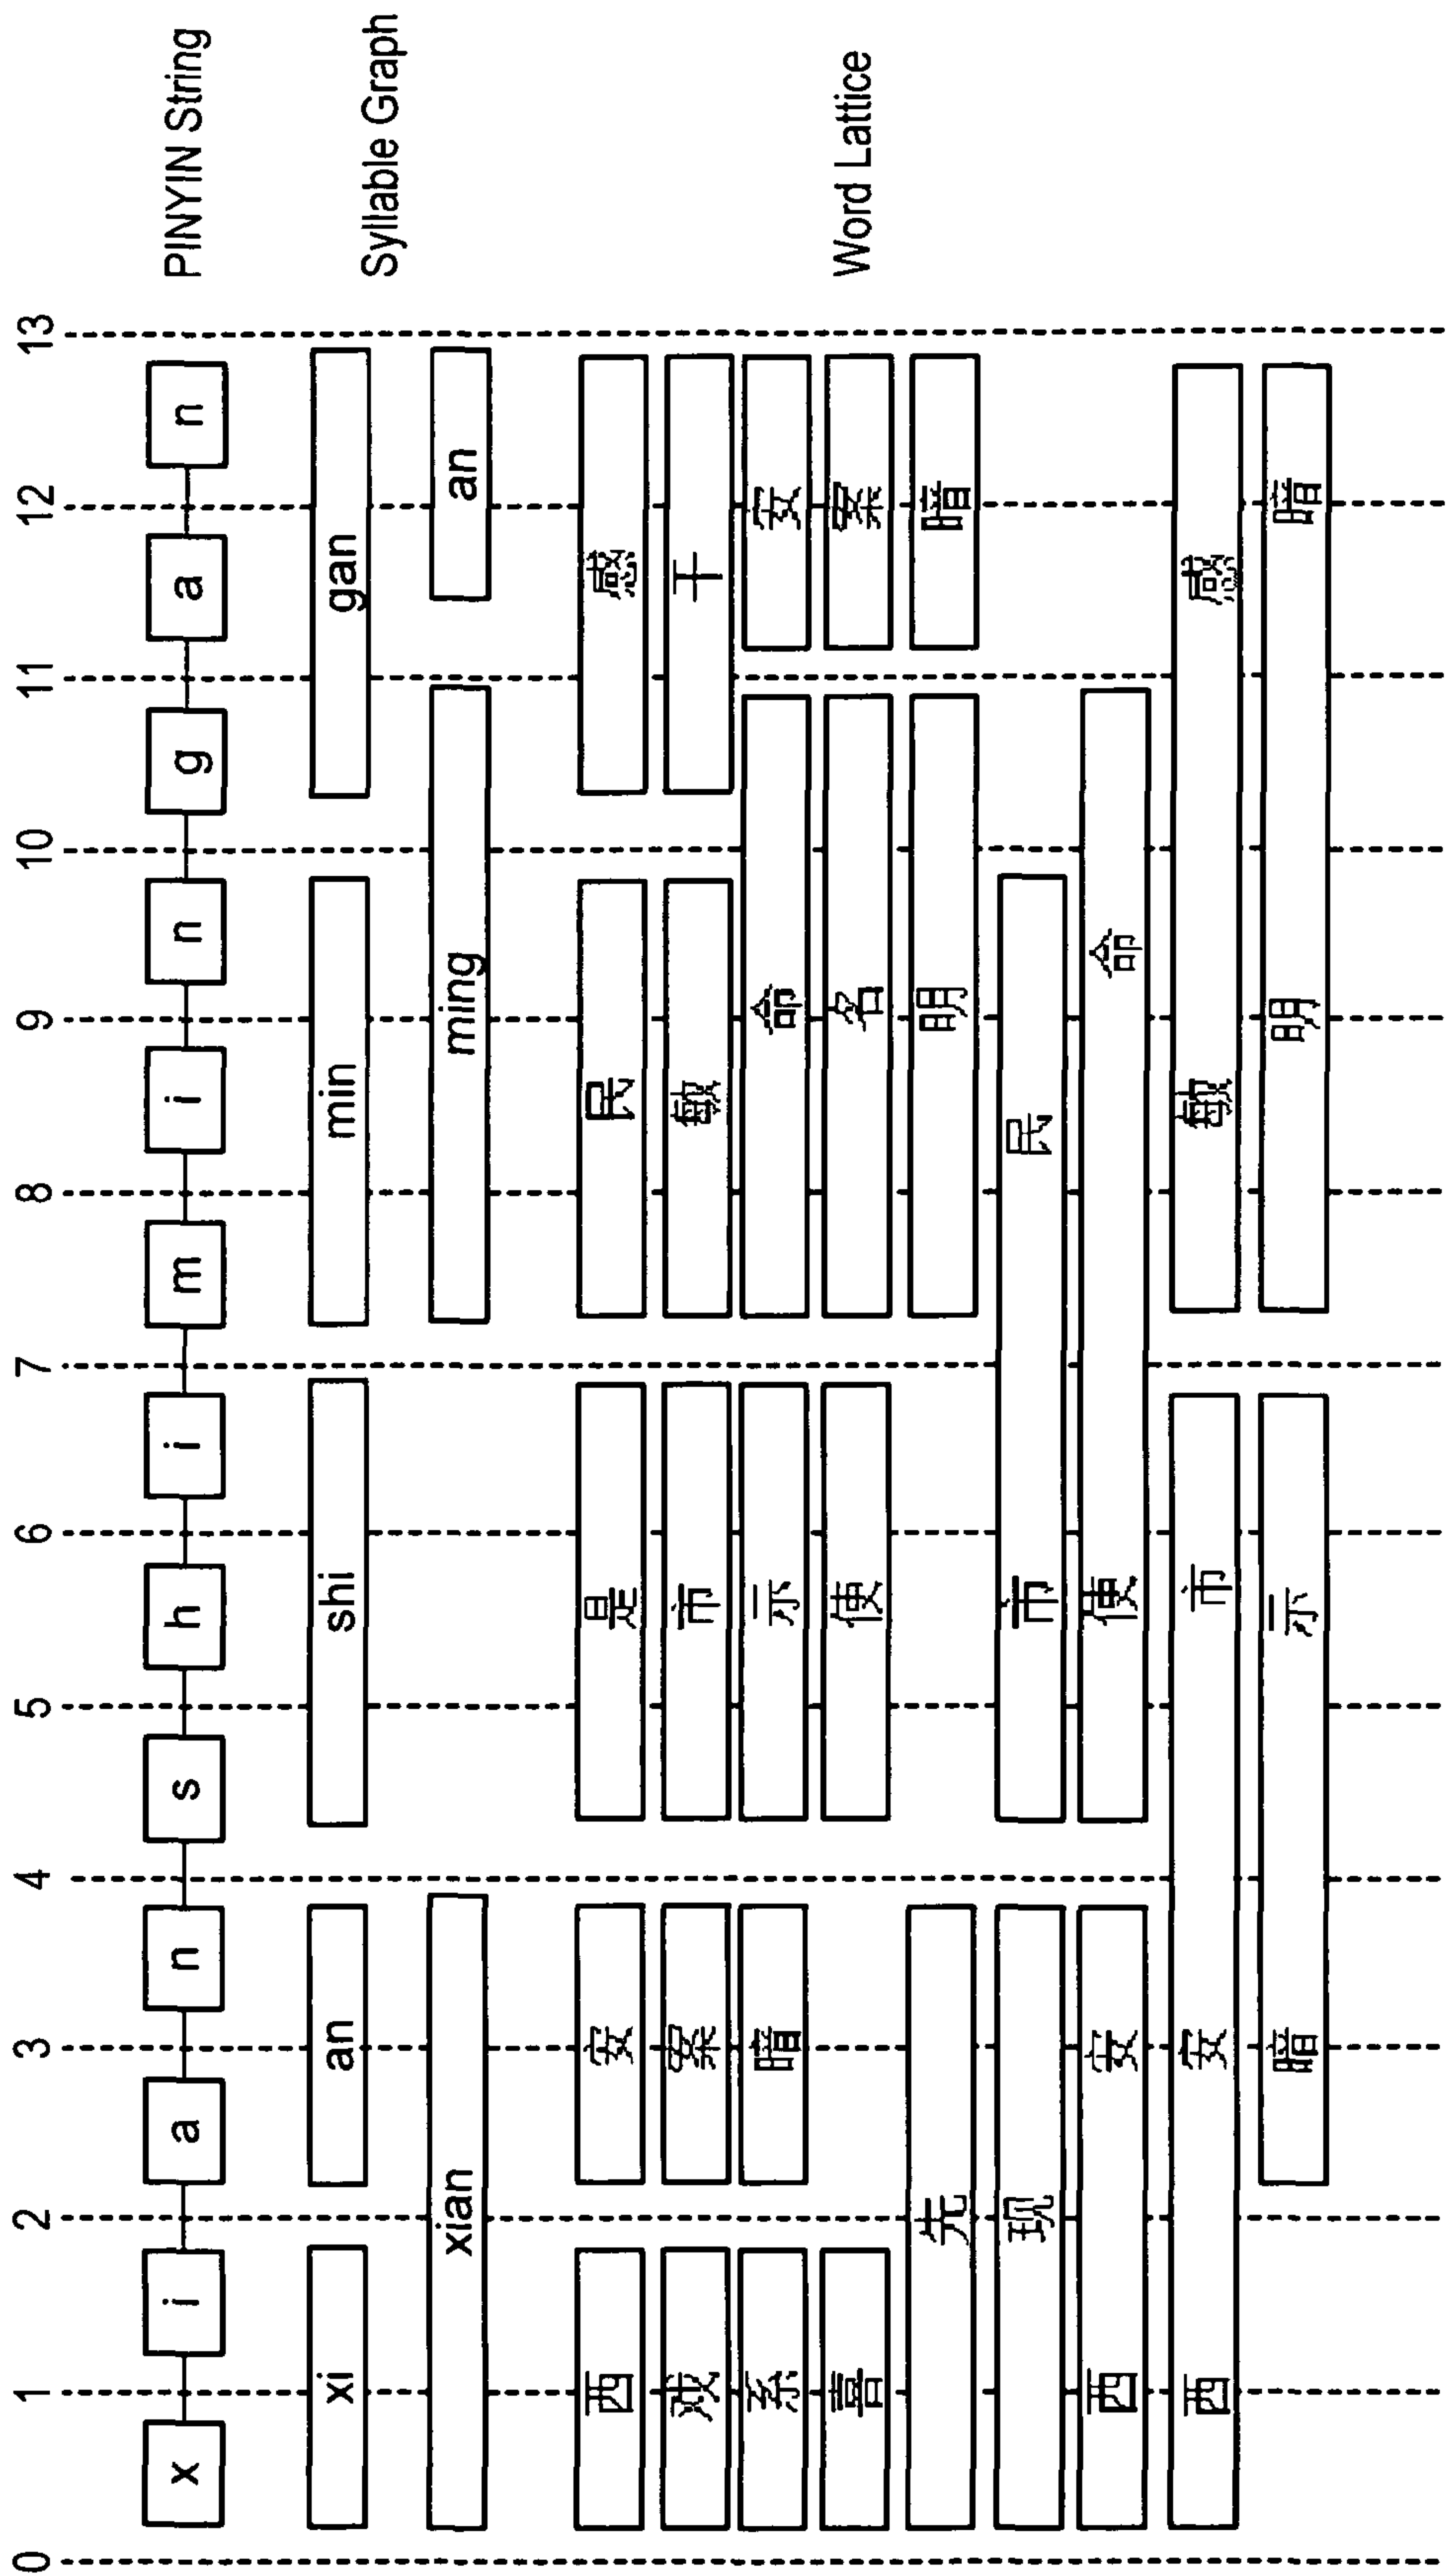 0 1 2 3 4 5 6 7 8 9 10 11 12 13
x i a n s h i m i n g a n PINYIN String
xi an shi min gan Syllable Graph
xian ming an
西 安 是 民 感
戏 案 市 敏 干
系 暗 示 命 安
喜 使 名 案 Word Lattice
先 明 暗
现 市民
西安 使命
西安市 敏感
暗示 明暗